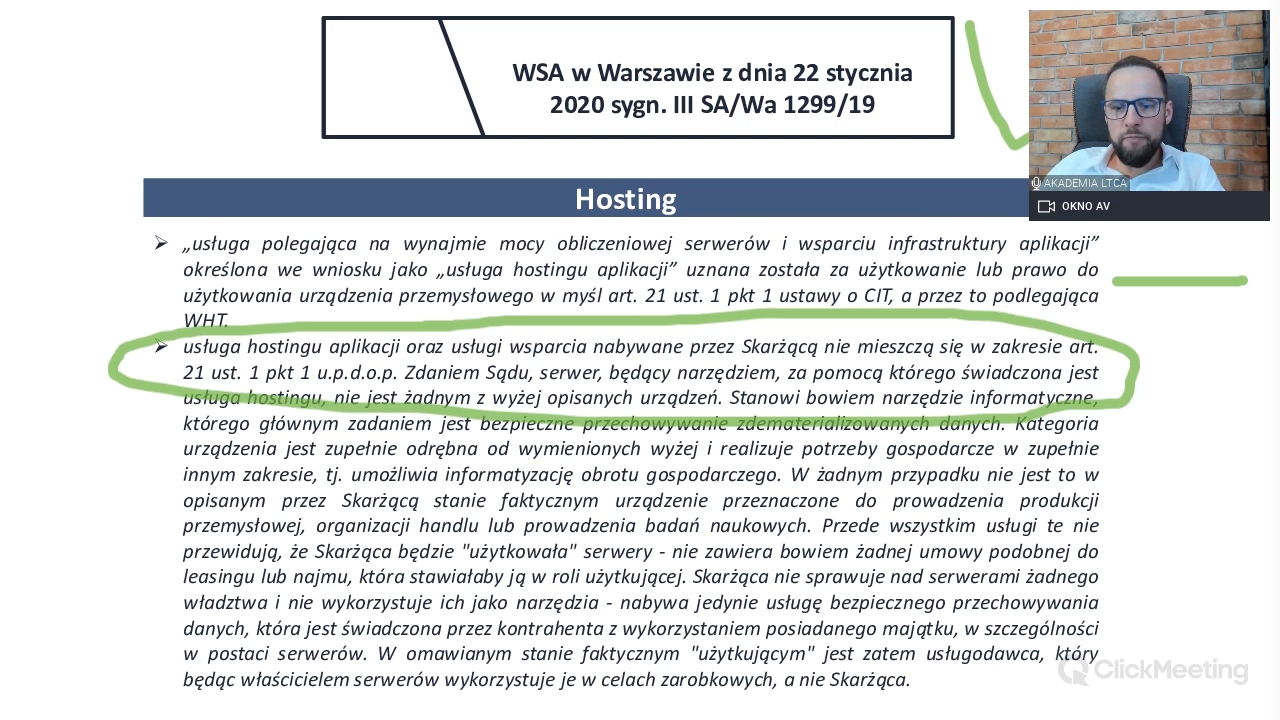 WSA w Warszawie z dnia 22 stycznia
2020 sygn. III SA/Wa 1299/19
AKADEMIA LTCA
OKNO AV
Hosting
„usługa polegająca na wynajmie mocy obliczeniowej serwerów i wsparciu infrastruktury aplikacji”
określona we wniosku jako „usługa hostingu aplikacji” uznana została za użytkowanie lub prawo do
użytkowania urządzenia przemysłowego w myśl art. 21 ust. 1 pkt 1 ustawy o CIT, a przez to podlegająca
WHT.
usługa hostingu aplikacji oraz usługi wsparcia nabywane przez Skarżącą nie mieszczą się w zakresie art.
21 ust. 1 pkt 1 u.p.d.o.p. Zdaniem Sądu, serwer, będący narzędziem, za pomocą którego świadczona jest
usługa hostingu, nie jest żadnym z wyżej opisanych urządzeń. Stanowi bowiem narzędzie informatyczne,
którego głównym zadaniem jest bezpieczne przechowywanie zdematerializowanych danych. Kategoria
urządzenia jest zupełnie odrębna od wymienionych wyżej i realizuje potrzeby gospodarcze w zupełnie
innym zakresie, tj. umożliwia informatyzację obrotu gospodarczego. W żadnym przypadku nie jest to w
opisanym przez Skarżącą stanie faktycznym urządzenie przeznaczone do prowadzenia produkcji
przemysłowej, organizacji handlu lub prowadzenia badań naukowych. Przede wszystkim usługi te nie
przewidują, że Skarżąca będzie "użytkowała" serwery - nie zawiera bowiem żadnej umowy podobnej do
leasingu lub najmu, która stawiałaby ją w roli użytkującej. Skarżąca nie sprawuje nad serwerami żadnego
władztwa i nie wykorzystuje ich jako narzędzia - nabywa jedynie usługę bezpiecznego przechowywania
danych, która jest świadczona przez kontrahenta z wykorzystaniem posiadanego majątku, w szczególności
w postaci serwerów. W omawianym stanie faktycznym "użytkującym" jest zatem usługodawca, który
będąc właścicielem serwerów wykorzystuje je w celach zarobkowych, a nie Skarżąca.
ClickMeeting